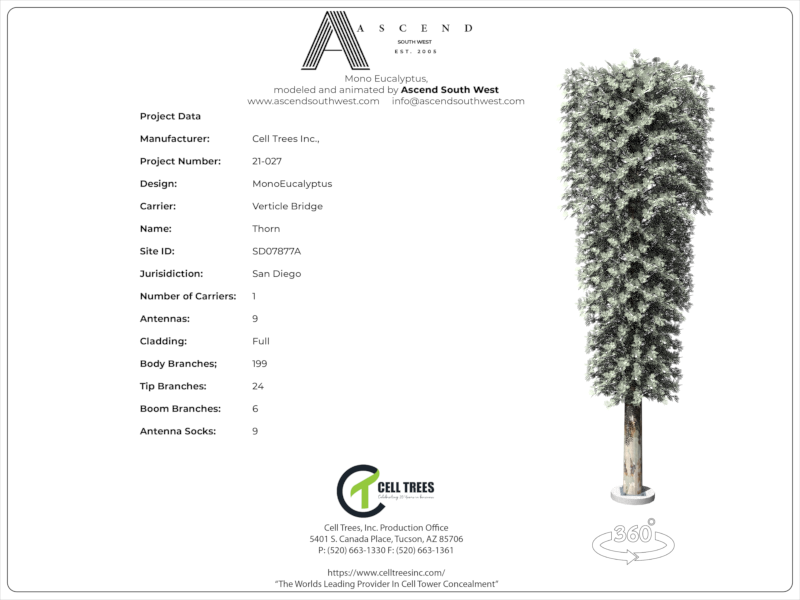 ASCEND
SOUTH WEST
EST. 2005
Mono Eucalyptus,
modeled and animated by Ascend South West
www.ascendsouthwest.com info@ascendsouthwest.com
Project Data
Manufacturer: Cell Trees Inc.,
Project Number: 21-027
Design: MonoEucalyptus
Carrier: Verticle Bridge
Name: Thorn
Site ID: SD07877A
Jurisidiction: San Diego
Number of Carriers: 1
Antennas: 9
Cladding: Full
Body Branches; 199
Tip Branches: 24
Boom Branches: 6
Antenna Socks: 9
CELL TREES
Cell Trees, Inc. Production Office
5401 S. Canada Place, Tucson, AZ 85706
P: (520) 663-1330 F: (520) 663-1361
https://www.celltreesinc.com/
“The Worlds Leading Provider In Cell Tower Concealment”
360°